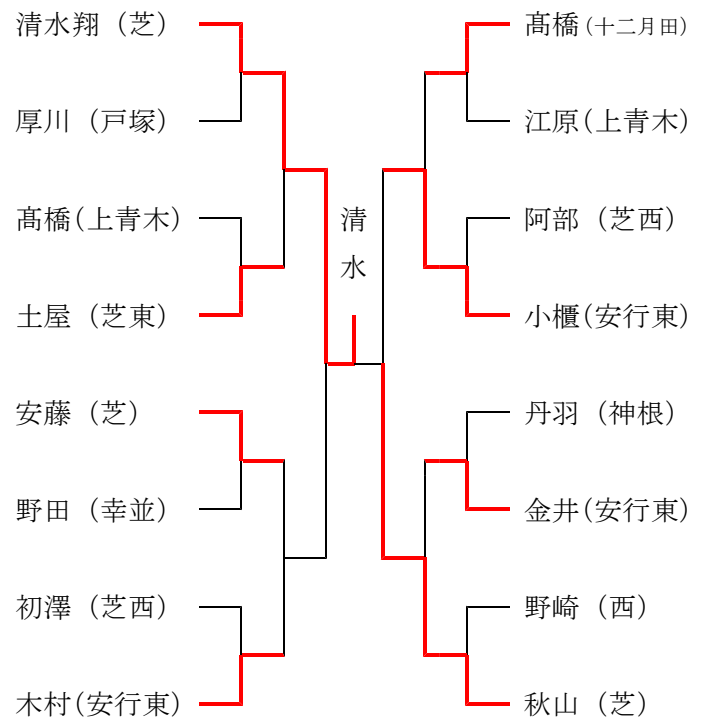 清水翔（芝）
厚川（戸塚）
髙橋(上青木)
土屋（芝東）
安藤（芝）
野田（幸並）
初澤（芝西）
木村(安行東)
清
水
髙橋(十二月田)
江原(上青木)
阿部（芝西）
小櫃(安行東)
丹羽（神根）
金井(安行東)
野崎（西）
秋山（芝）